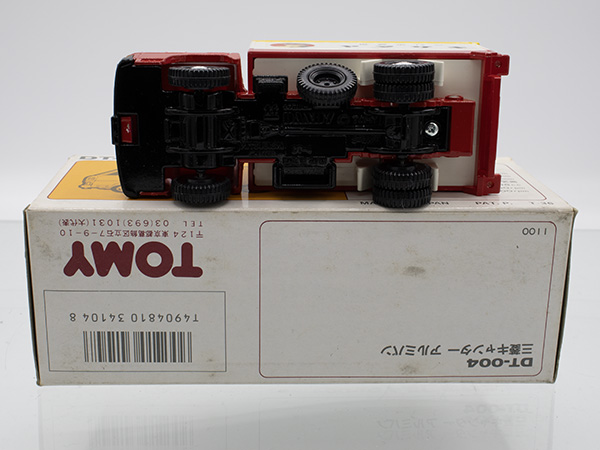 TOMY
〒124 東京都葛飾区立石7-9-10
TEL 03(693)1031(大代表)
T4904810 34104 8
DT-004
三菱キャンター アルミバン
1100
PAT. P.